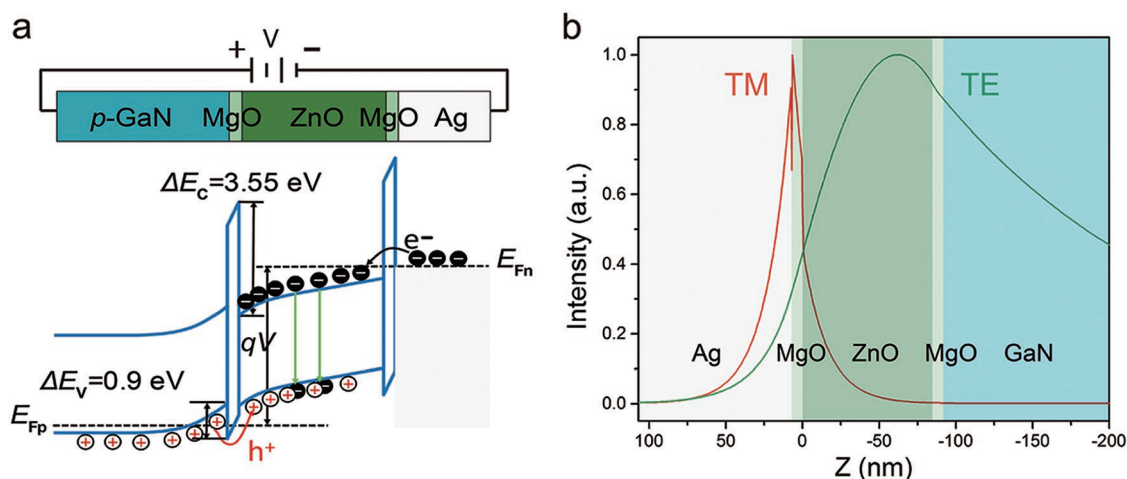 a
+ V −
p-GaN MgO ZnO MgO Ag
ΔEc=3.55 eV
e−
EFn
qV
ΔEv=0.9 eV
EFp
h+
b
TM TE
Intensity (a.u.)
1.0
0.8
0.6
0.4
0.2
0.0
Ag MgO ZnO MgO GaN
100 50 0 -50 -100 -150 -200
Z (nm)